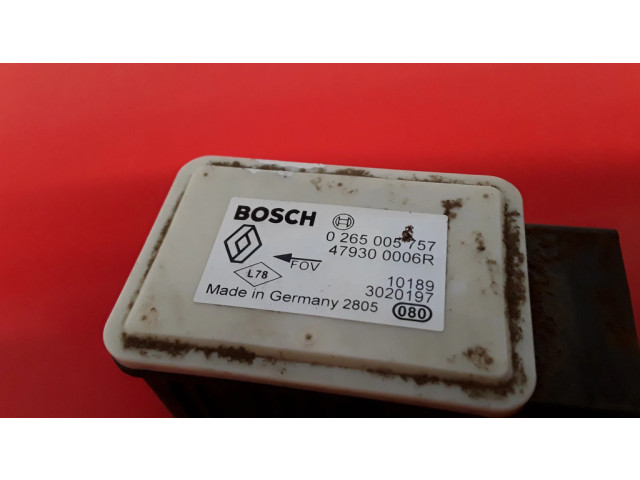 BOSCH
0 265 005 757
47930 0006R
FOV
L78
10189
3020197
Made in Germany 2805
080